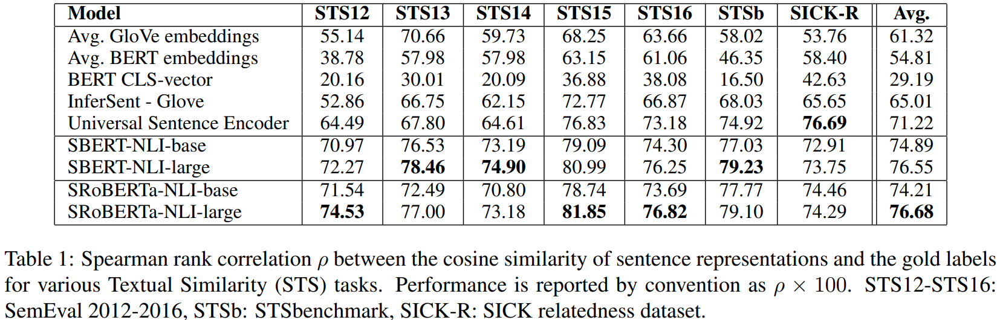 Model STS12 STS13 STS14 STS15 STS16 STSb SICK-R Avg.
Avg. GloVe embeddings 55.14 70.66 59.73 68.25 63.66 58.02 53.76 61.32
Avg. BERT embeddings 38.78 57.98 57.98 63.15 61.06 46.35 58.40 54.81
BERT CLS-vector 20.16 30.01 20.09 36.88 38.08 16.50 42.63 29.19
InferSent - Glove 52.86 66.75 62.15 72.77 66.87 68.03 65.65 65.01
Universal Sentence Encoder 64.49 67.80 64.61 76.83 73.18 74.92 76.69 71.22
SBERT-NLI-base 70.97 76.53 73.19 79.09 74.30 77.03 72.91 74.89
SBERT-NLI-large 72.27 78.46 74.90 80.99 76.25 79.23 73.75 76.55
SRoBERTa-NLI-base 71.54 72.49 70.80 78.74 73.69 77.77 74.46 74.21
SRoBERTa-NLI-large 74.53 77.00 73.18 81.85 76.82 79.10 74.29 76.68
Table 1: Spearman rank correlation ρ between the cosine similarity of sentence representations and the gold labels
for various Textual Similarity (STS) tasks. Performance is reported by convention as ρ × 100. STS12-STS16:
SemEval 2012-2016, STSb: STSbenchmark, SICK-R: SICK relatedness dataset.